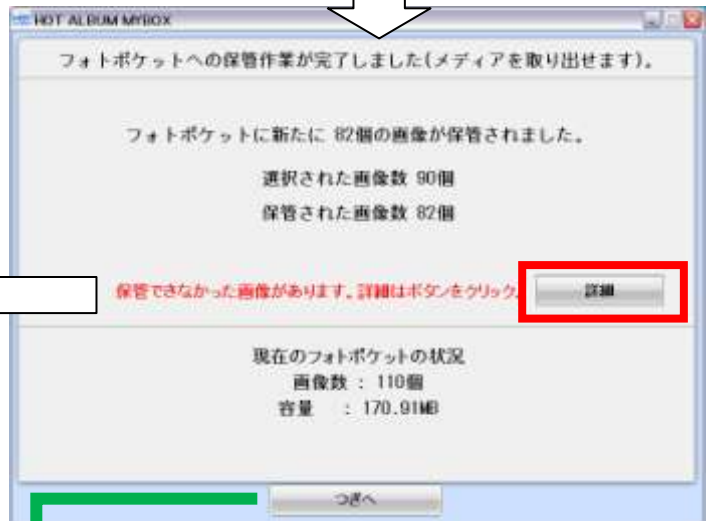 HOT ALBUM MYBOX
フォトポケットへの保管作業が完了しました(メディアを取り出せます)。
フォトポケットに新たに 82個の画像が保管されました。
選択された画像数 90個
保管された画像数 82個
保管できなかった画像があります。詳細はボタンをクリック。
詳細
現在のフォトポケットの状況
画像数 : 110個
容量 : 170.91MB
つぎへ